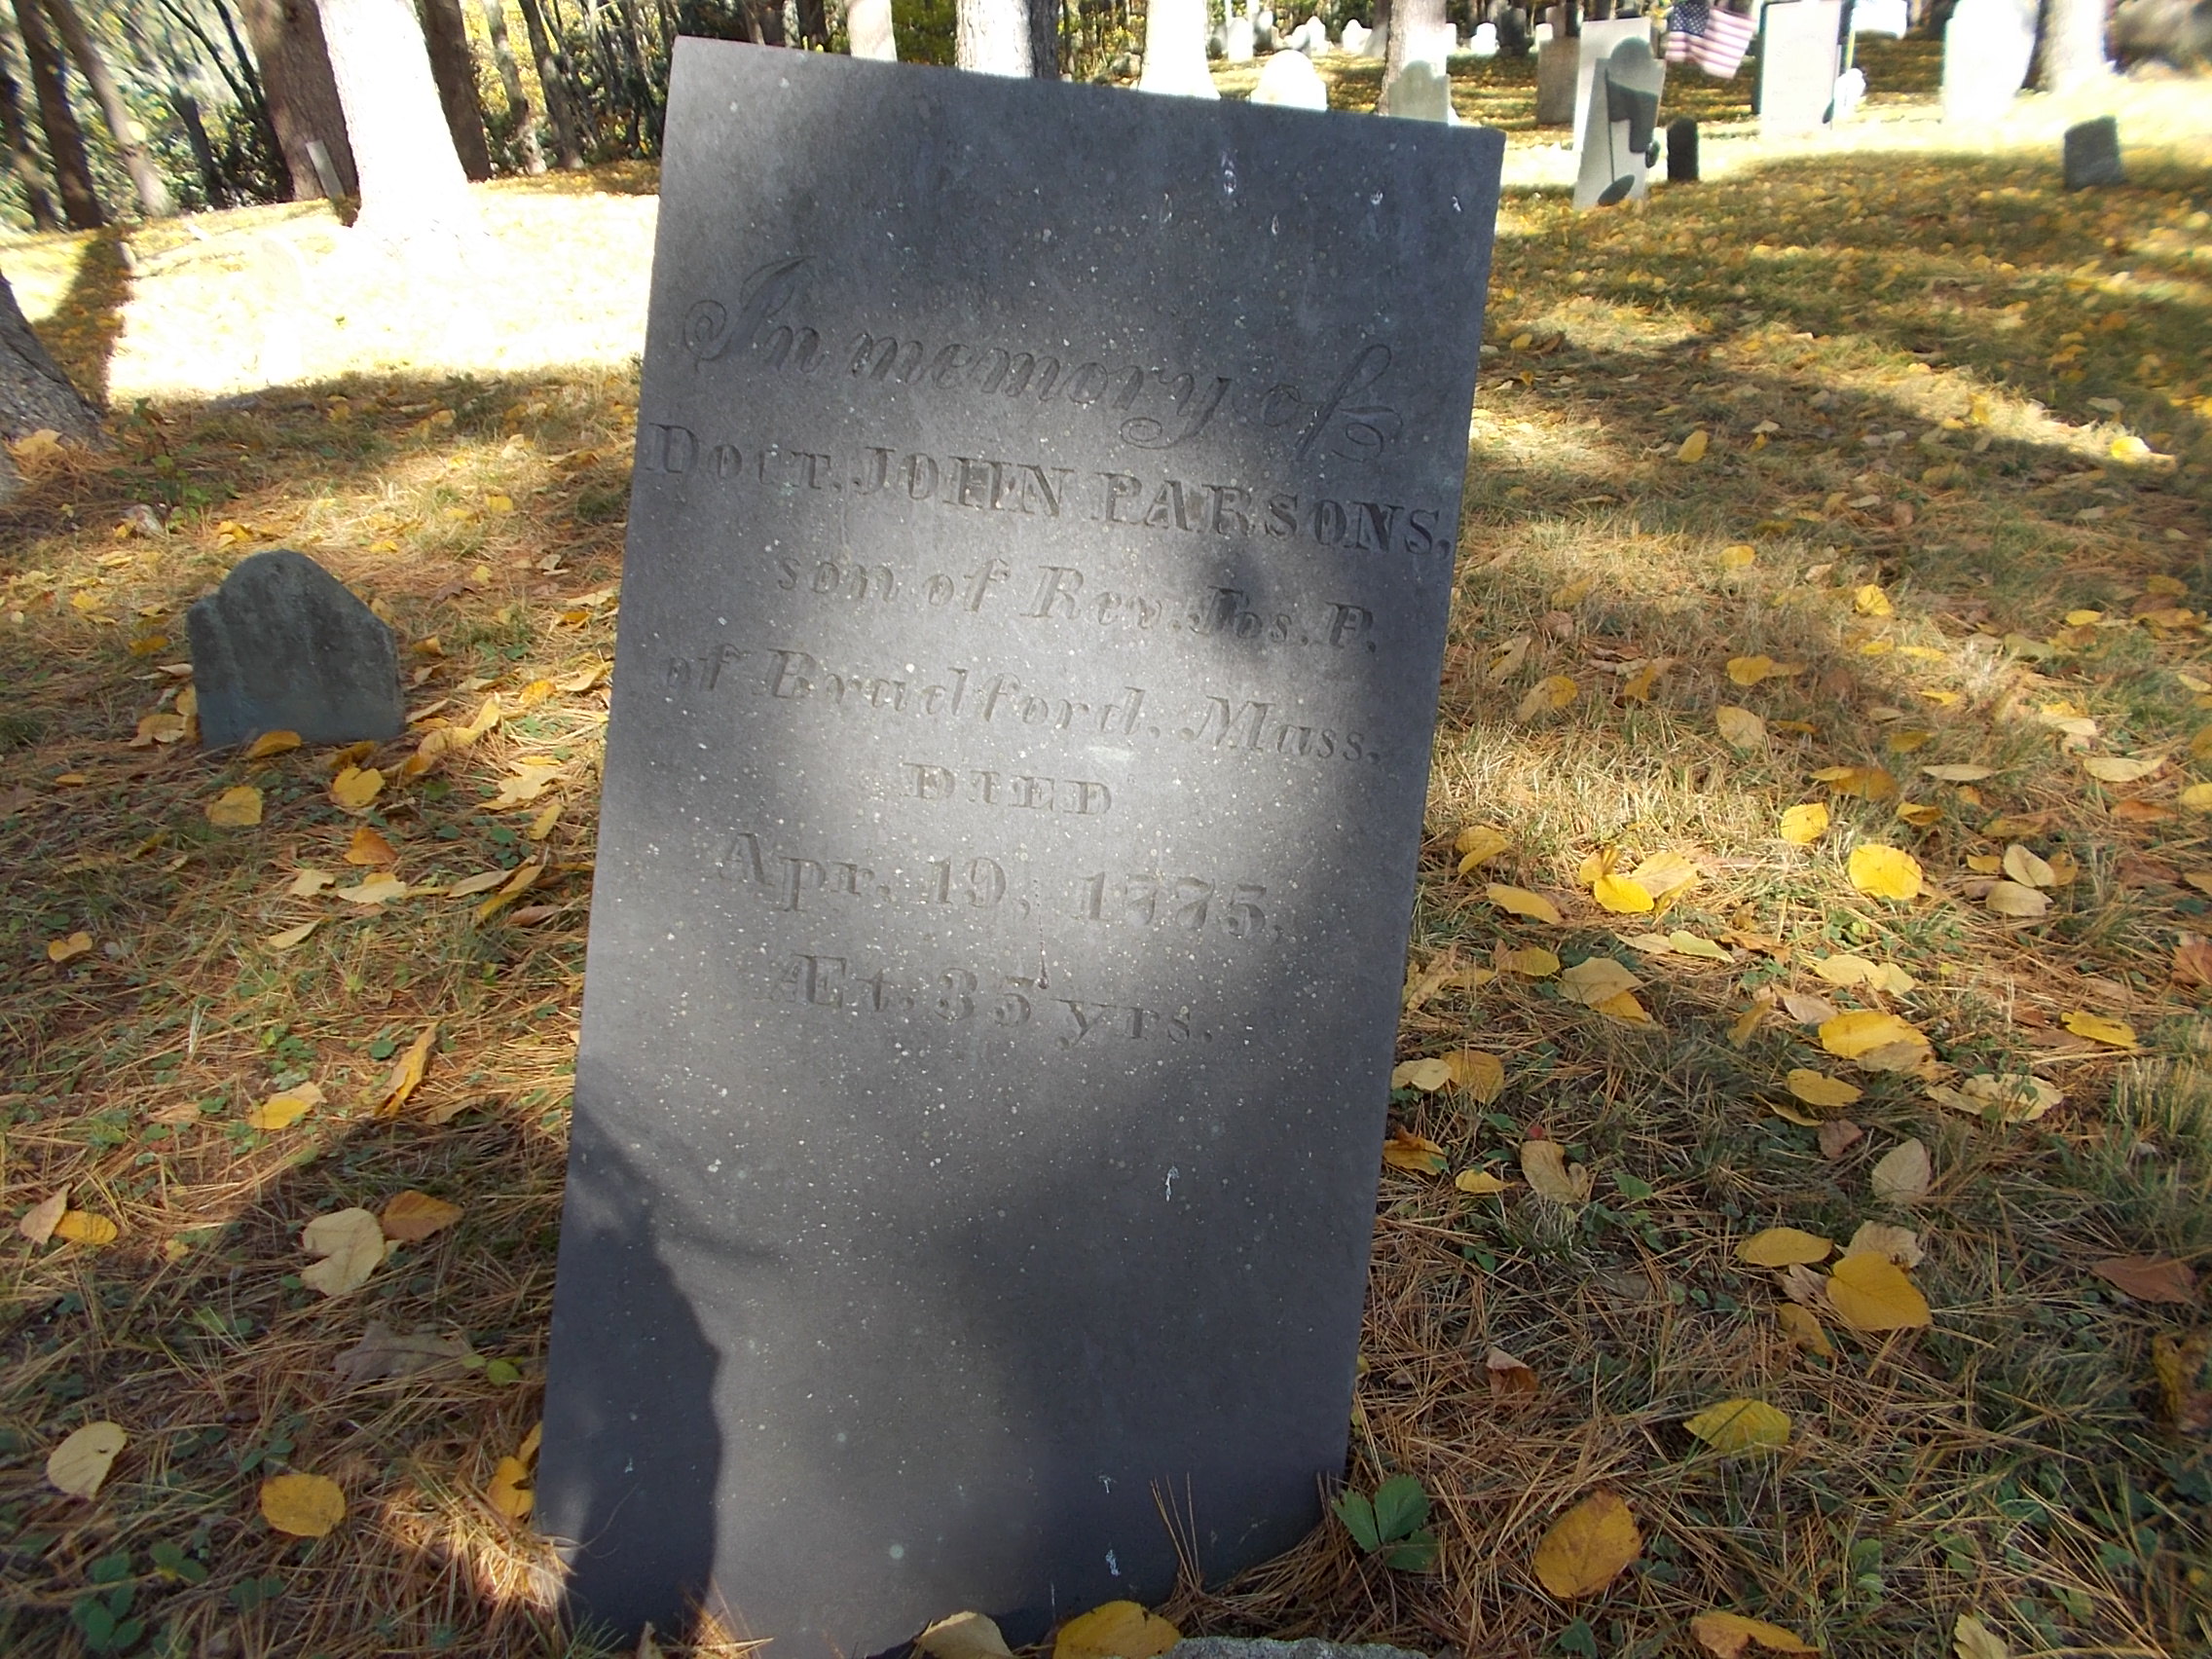 In memory of
Doct. JOHN PARSONS,
son of Rev. Jos. P.
of Bradford, Mass.
DIED
Apr. 19, 1775,
Æt. 35 yrs.